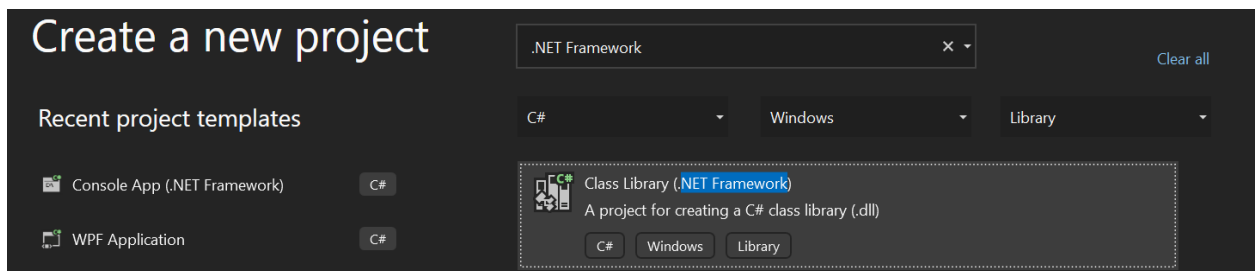 Create a new project
.NET Framework
Clear all
Recent project templates
C#
Windows
Library
Console App (.NET Framework)
C#
WPF Application
C#
Class Library (.NET Framework)
A project for creating a C# class library (.dll)
C#
Windows
Library